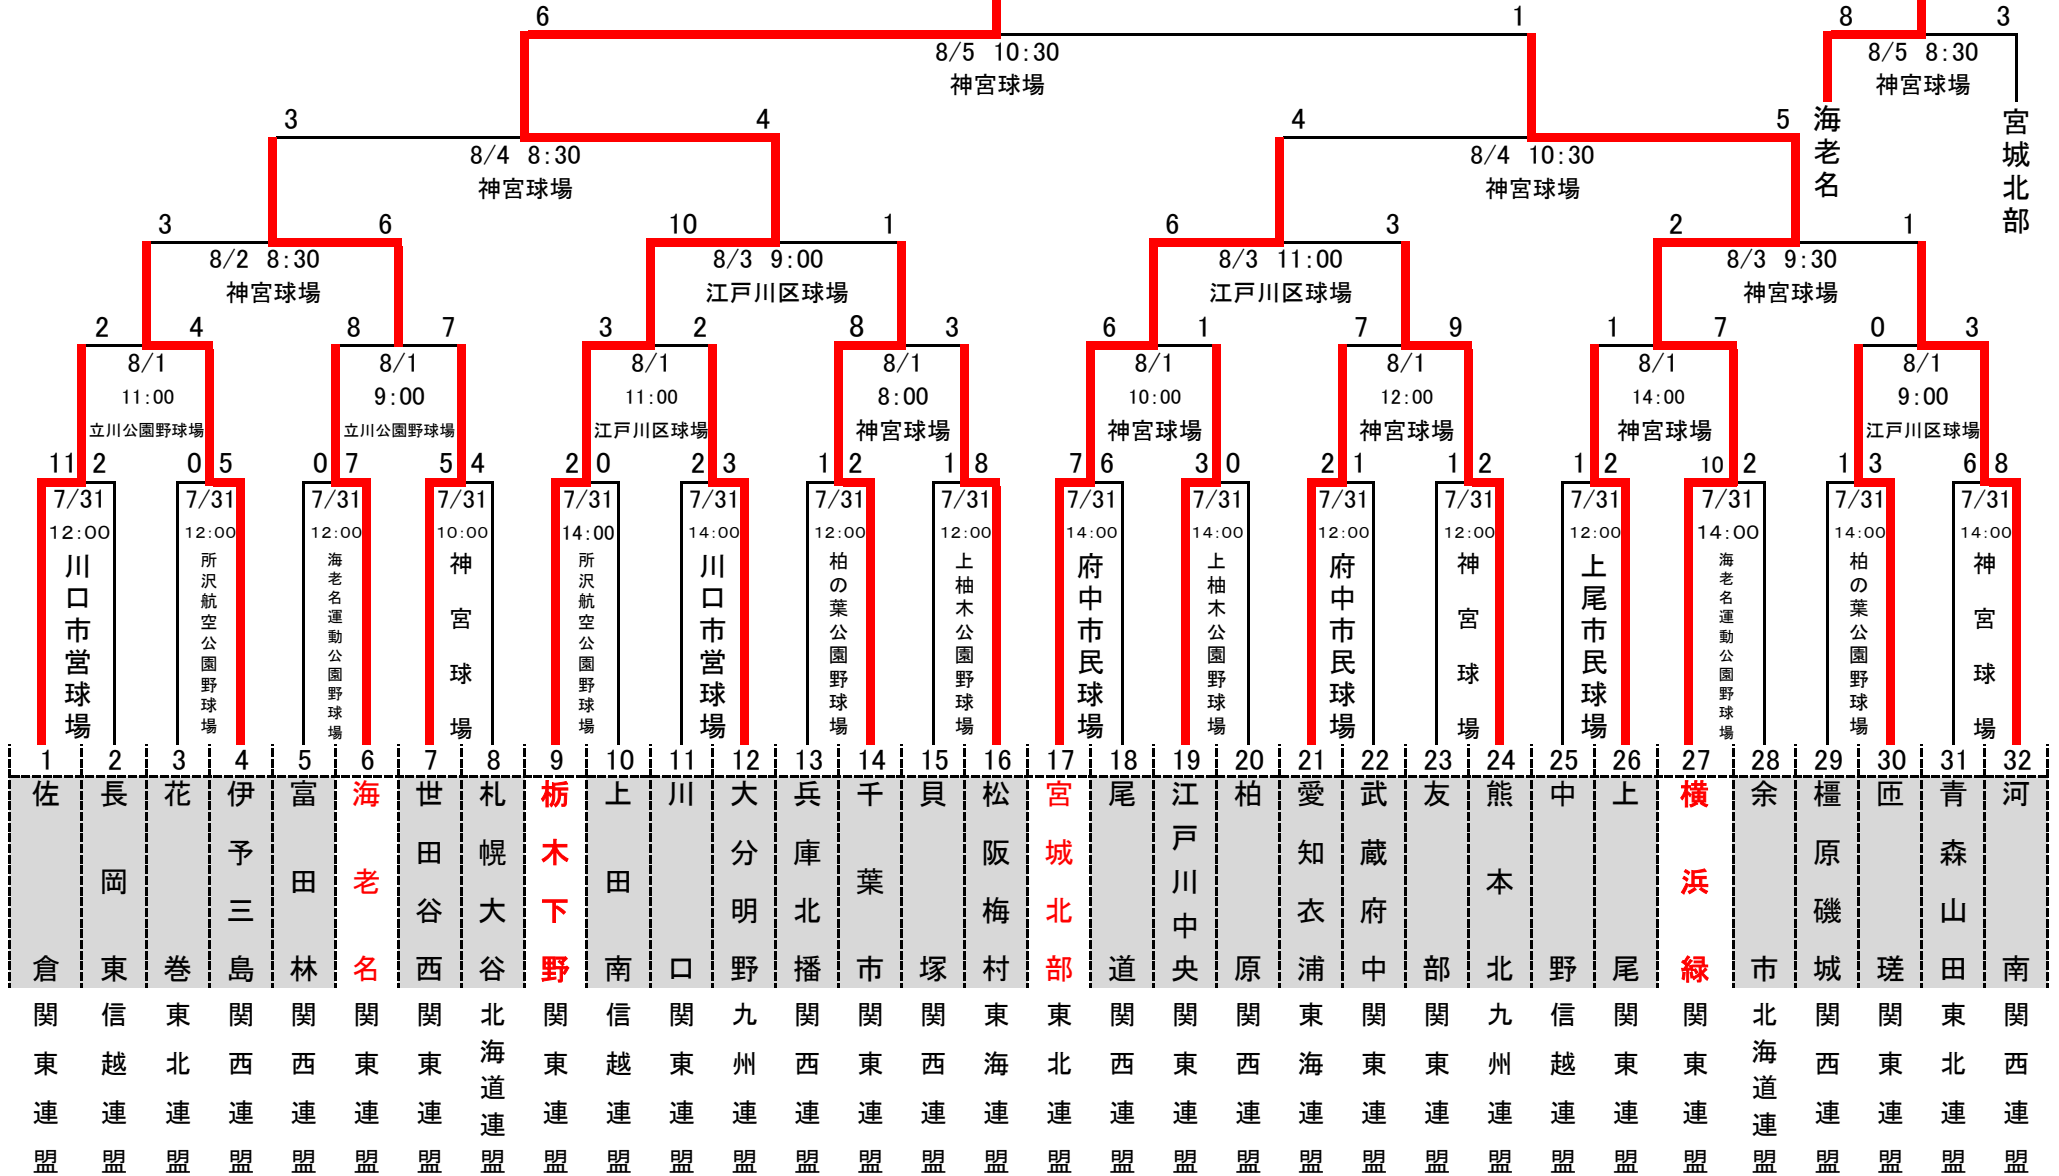 6 1 8 3
8/5 10:30 8/5 8:30
神宮球場 神宮球場
海老名 宮城北部
3 4 4 5
8/4 8:30 8/4 10:30
神宮球場 神宮球場
3 6 10 1 6 3 2 1
8/2 8:30 8/3 9:00 8/3 11:00 8/3 9:30
神宮球場 江戸川区球場 江戸川区球場 神宮球場
2 4 8 7 3 2 8 3 6 1 7 9 1 7 0 3
8/1 8/1 8/1 8/1 8/1 8/1 8/1 8/1
11:00 9:00 11:00 8:00 10:00 12:00 14:00 9:00
立川公園野球場 立川公園野球場 江戸川区球場 神宮球場 神宮球場 神宮球場 神宮球場 江戸川区球場
11 2 0 5 0 7 5 4 2 0 2 3 1 2 1 8 7 6 3 0 2 1 1 2 1 2 10 2 1 3 6 8
7/31 7/31 7/31 7/31 7/31 7/31 7/31 7/31 7/31 7/31 7/31 7/31 7/31 7/31 7/31 7/31
12:00 12:00 12:00 10:00 14:00 14:00 12:00 12:00 14:00 14:00 12:00 12:00 12:00 14:00 14:00 14:00
川口市営球場
所沢航空公園野球場
海老名運動公園野球場
神宮球場
所沢航空公園野球場
川口市営球場
柏の葉公園野球場
上柚木公園野球場
府中市民球場
上柚木公園野球場
府中市民球場
神宮球場
上尾市民球場
海老名運動公園野球場
柏の葉公園野球場
神宮球場
1 2 3 4 5 6 7 8 9 10 11 12 13 14 15 16 17 18 19 20 21 22 23 24 25 26 27 28 29 30 31 32
佐倉
長岡東
花巻
伊予三島
富田林
海老名
世田谷西
札幌大谷
栃木下野
上田南
川口
大分明野
兵庫北播
千葉市
貝塚
松阪梅村
宮城北部
尾道
江戸川中央
柏原
愛知衣浦
武蔵府中
友部
熊本北
中野
上尾
横浜緑
余市
橿原磯城
匝瑳
青森山田
河南
関東連盟
信越連盟
東北連盟
関西連盟
関西連盟
関東連盟
関東連盟
北海道連盟
関東連盟
信越連盟
関東連盟
九州連盟
関西連盟
関東連盟
関西連盟
東海連盟
東北連盟
関西連盟
関東連盟
関西連盟
東海連盟
関東連盟
関東連盟
九州連盟
信越連盟
関東連盟
関東連盟
北海道連盟
関西連盟
関東連盟
東北連盟
関西連盟